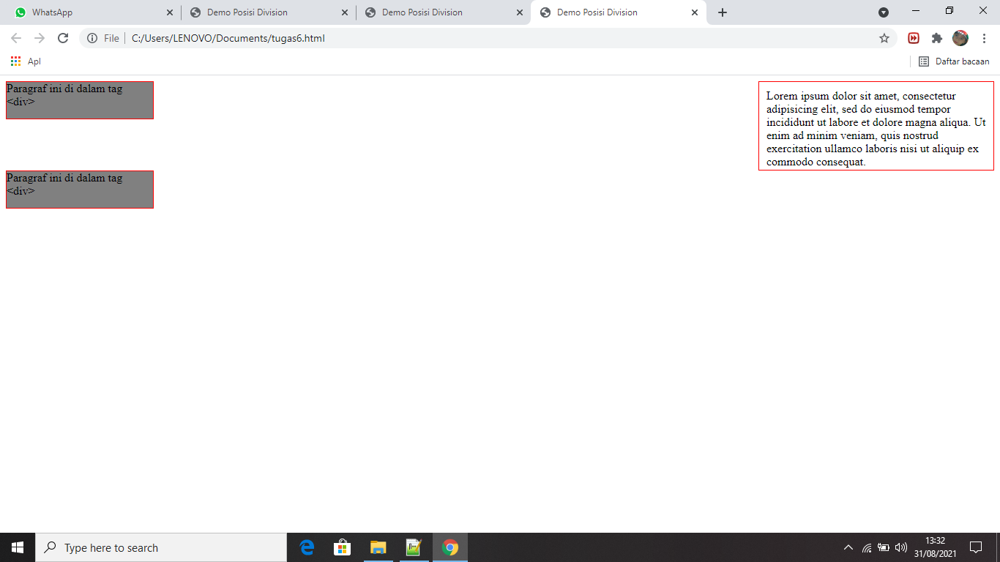 WhatsApp
Demo Posisi Division
Demo Posisi Division
Demo Posisi Division
File
C:/Users/LENOVO/Documents/tugas6.html
Apl
Daftar bacaan
Paragraf ini di dalam tag
<div>
Lorem ipsum dolor sit amet, consectetur
adipisicing elit, sed do eiusmod tempor
incididunt ut labore et dolore magna aliqua. Ut
enim ad minim veniam, quis nostrud
exercitation ullamco laboris nisi ut aliquip ex
commodo consequat.
Paragraf ini di dalam tag
<div>
Type here to search
13:32
31/08/2021